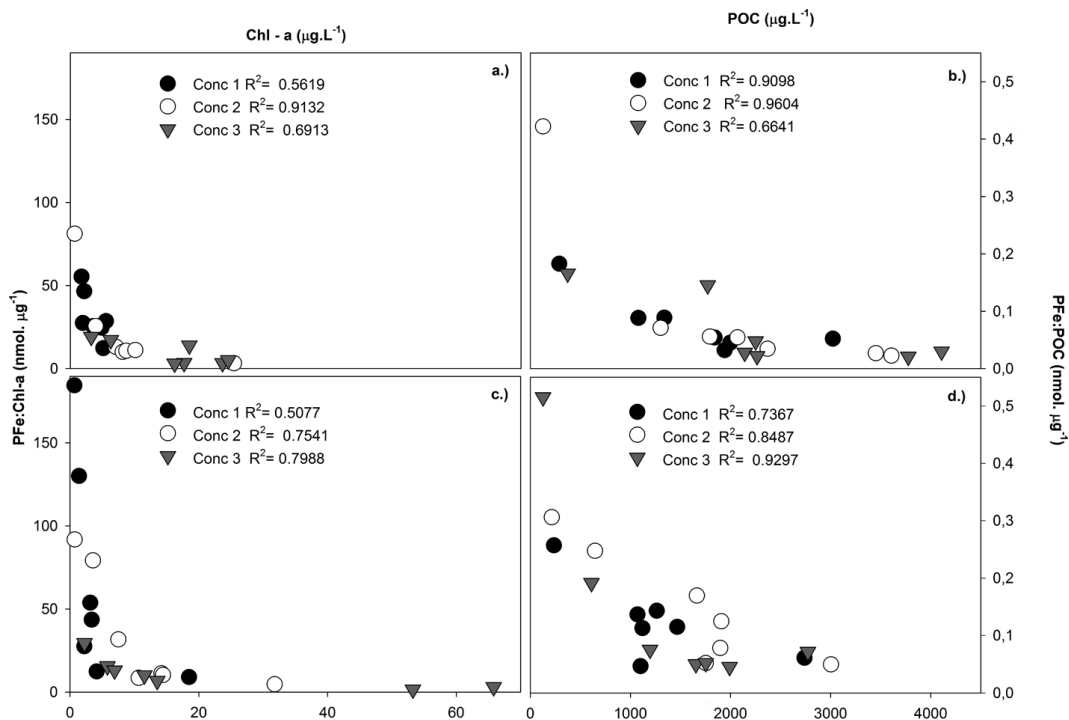 Chl - a (μg.L⁻¹)
POC (μg.L⁻¹)
a.)
Conc 1 R²= 0.5619
Conc 2 R²= 0.9132
Conc 3 R²= 0.6913
b.)
Conc 1 R²= 0.9098
Conc 2 R²= 0.9604
Conc 3 R²= 0.6641
150
100
50
0
0,5
0,4
0,3
0,2
0,1
0,0
PFe:Chl-a (nmol. μg⁻¹)
PFe:POC (nmol. μg⁻¹)
c.)
Conc 1 R²= 0.5077
Conc 2 R²= 0.7541
Conc 3 R²= 0.7988
d.)
Conc 1 R²= 0.7367
Conc 2 R²= 0.8487
Conc 3 R²= 0.9297
150
100
50
0
0,5
0,4
0,3
0,2
0,1
0,0
0 20 40 60
0 1000 2000 3000 4000